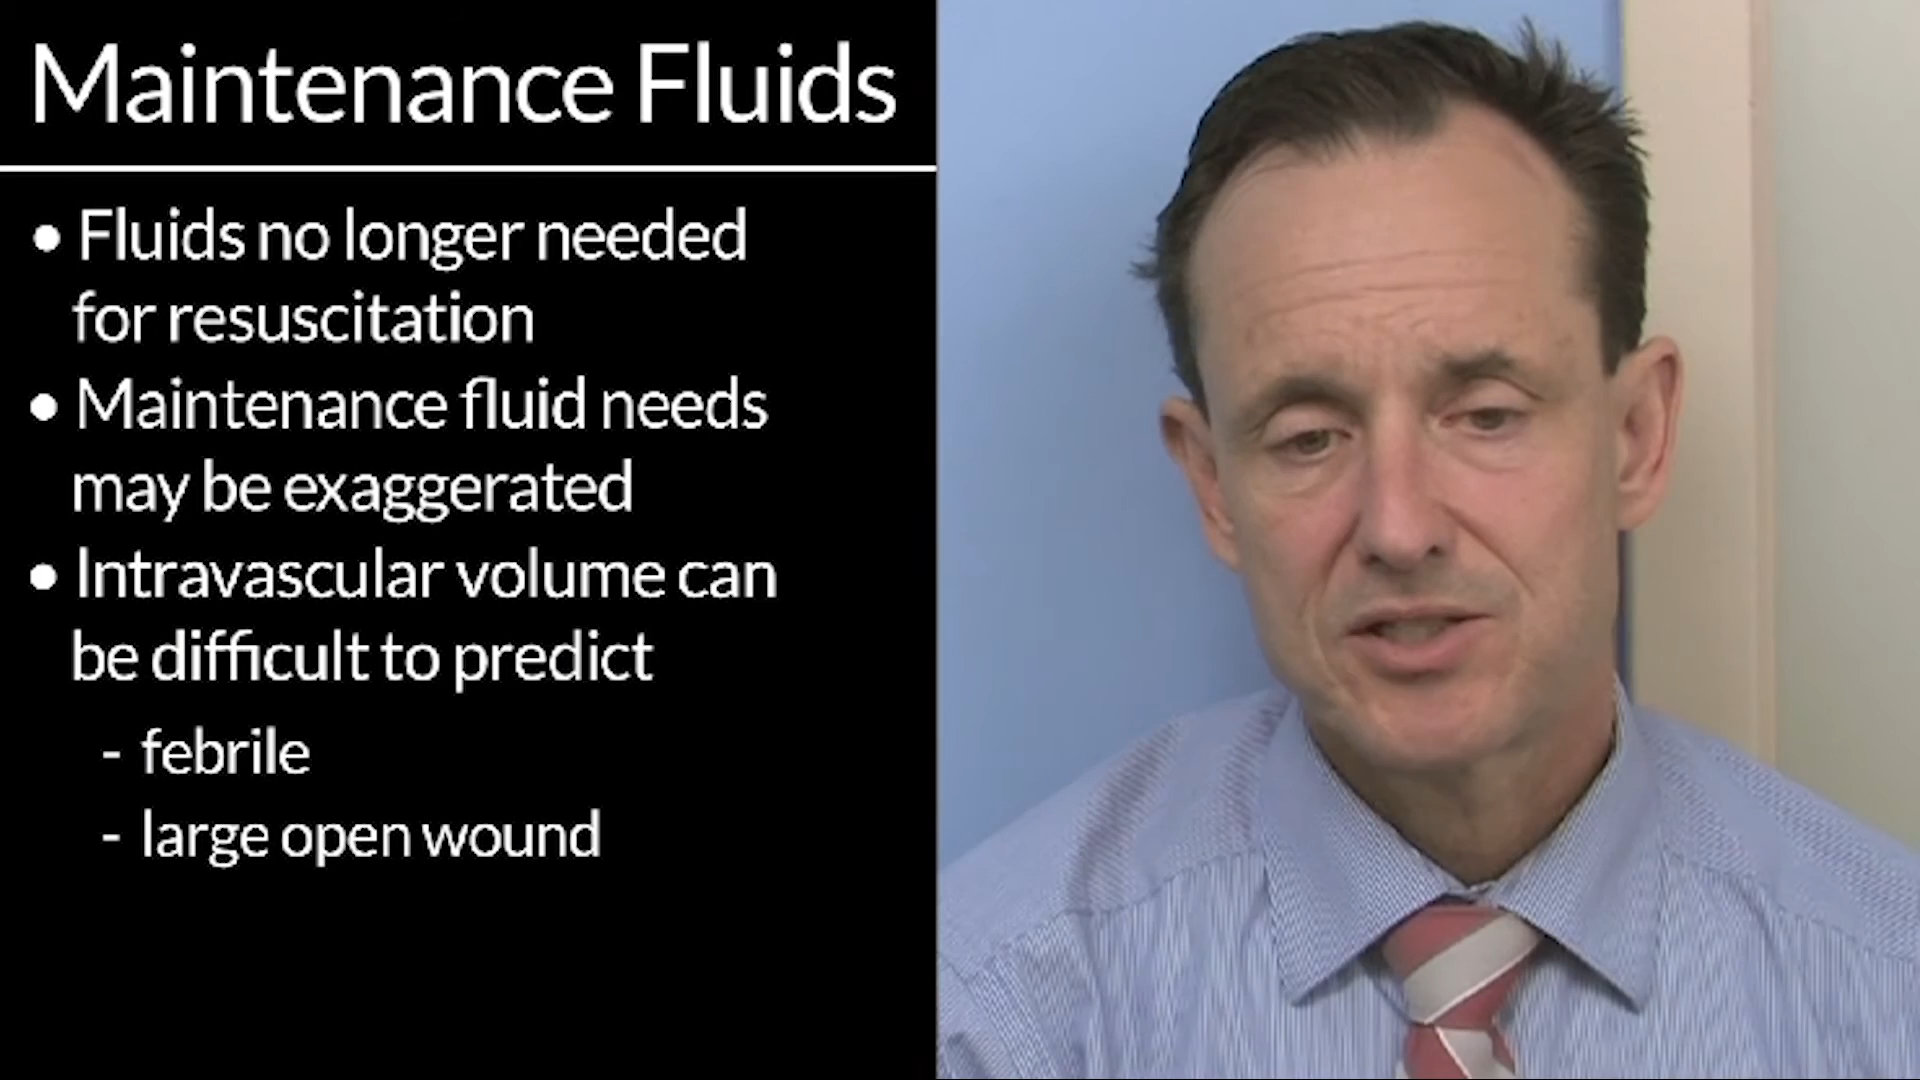 Maintenance Fluids
• Fluids no longer needed
for resuscitation
• Maintenance fluid needs
may be exaggerated
• Intravascular volume can
be difficult to predict
- febrile
- large open wound